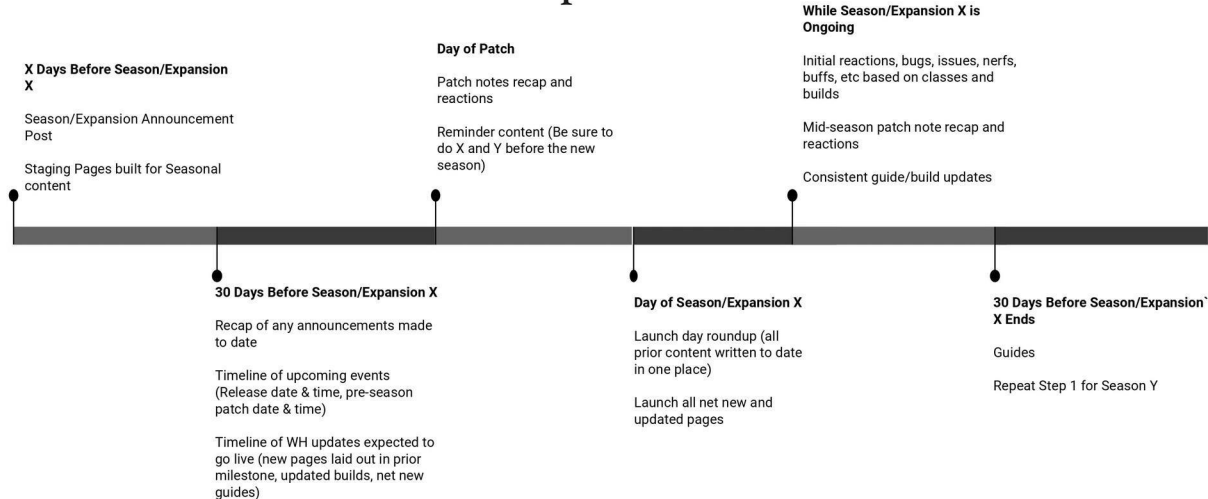 X Days Before Season/Expansion
X
Season/Expansion Announcement
Post
Staging Pages built for Seasonal
content
30 Days Before Season/Expansion X
Recap of any announcements made
to date
Timeline of upcoming events
(Release date & time, pre-season
patch date & time)
Timeline of WH updates expected to
go live (new pages laid out in prior
milestone, updated builds, net new
guides)
Day of Patch
Patch notes recap and
reactions
Reminder content (Be sure to
do X and Y before the new
season)
Day of Season/Expansion X
Launch day roundup (all
prior content written to date
in one place)
Launch all net new and
updated pages
While Season/Expansion X is
Ongoing
Initial reactions, bugs, issues, nerfs,
buffs, etc based on classes and
builds
Mid-season patch note recap and
reactions
Consistent guide/build updates
30 Days Before Season/Expansion`
X Ends
Guides
Repeat Step 1 for Season Y